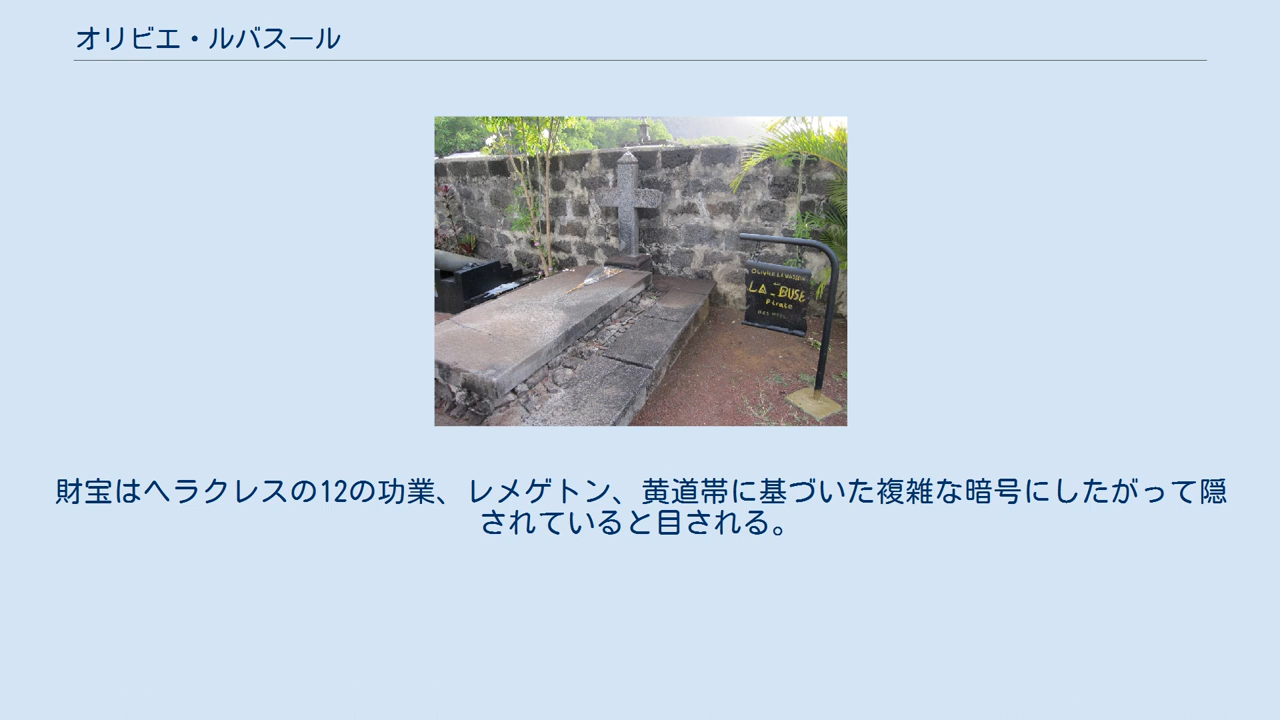 オリビエ・ルバスール
OLIVIER LE VASSEUR
LA-BUSE
Pirate
財宝はヘラクレスの12の功業、レメゲトン、黄道帯に基づいた複雑な暗号にしたがって隠
されていると目される。